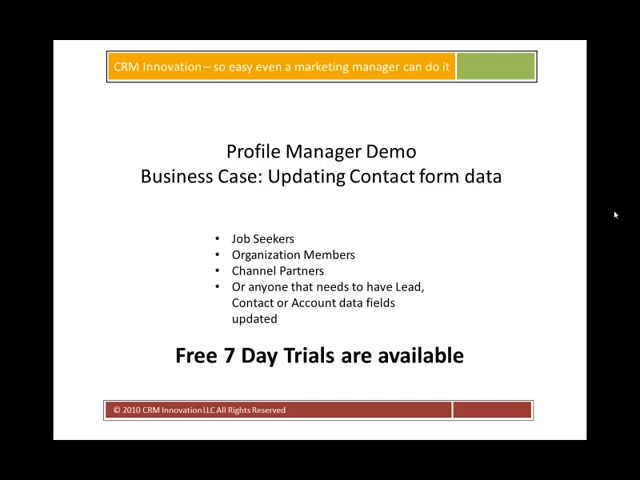 CRM Innovation – so easy even a marketing manager can do it
Profile Manager Demo
Business Case: Updating Contact form data
• Job Seekers
• Organization Members
• Channel Partners
• Or anyone that needs to have Lead,
Contact or Account data fields
updated
Free 7 Day Trials are available
© 2010 CRM Innovation LLC All Rights Reserved